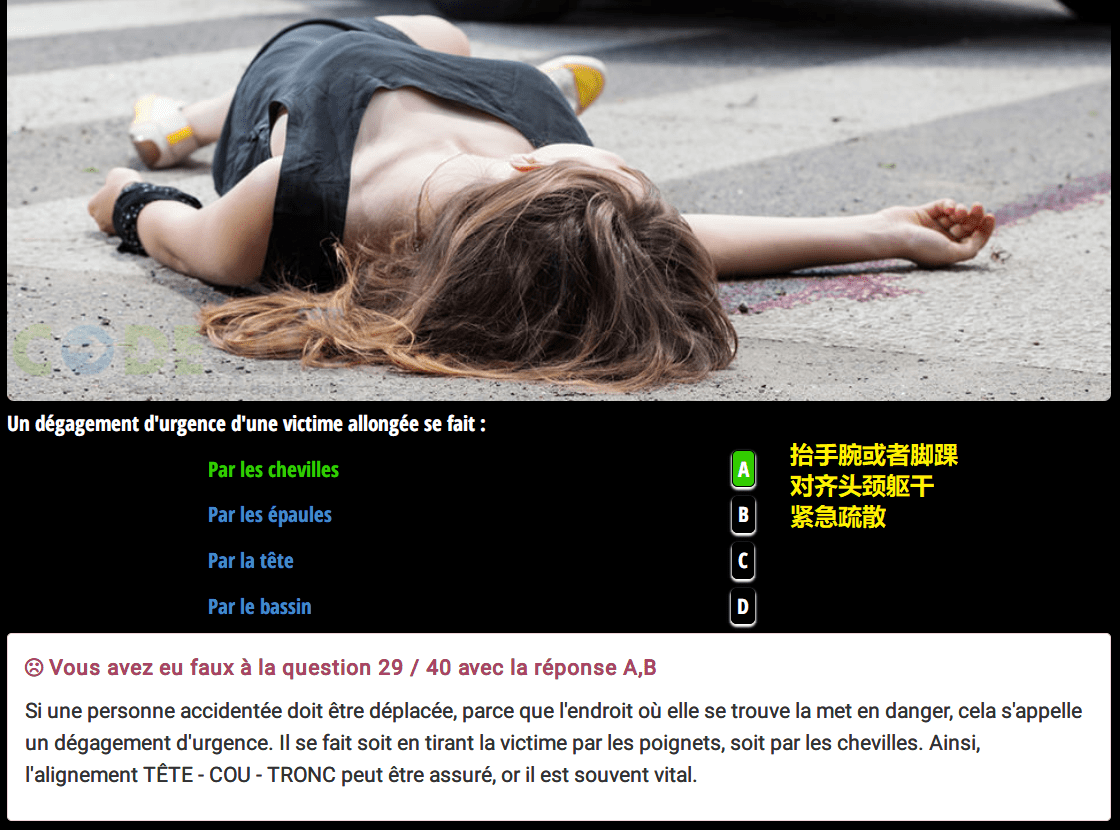 CODE
Un dégagement d'urgence d'une victime allongée se fait :
Par les chevilles A
Par les épaules B
Par la tête C
Par le bassin D
抬手腕或者脚踝
对齐头颈躯干
紧急疏散
Vous avez eu faux à la question 29 / 40 avec la réponse A,B
Si une personne accidentée doit être déplacée, parce que l'endroit où elle se trouve la met en danger, cela s'appelle
un dégagement d'urgence. Il se fait soit en tirant la victime par les poignets, soit par les chevilles. Ainsi,
l'alignement TÊTE - COU - TRONC peut être assuré, or il est souvent vital.